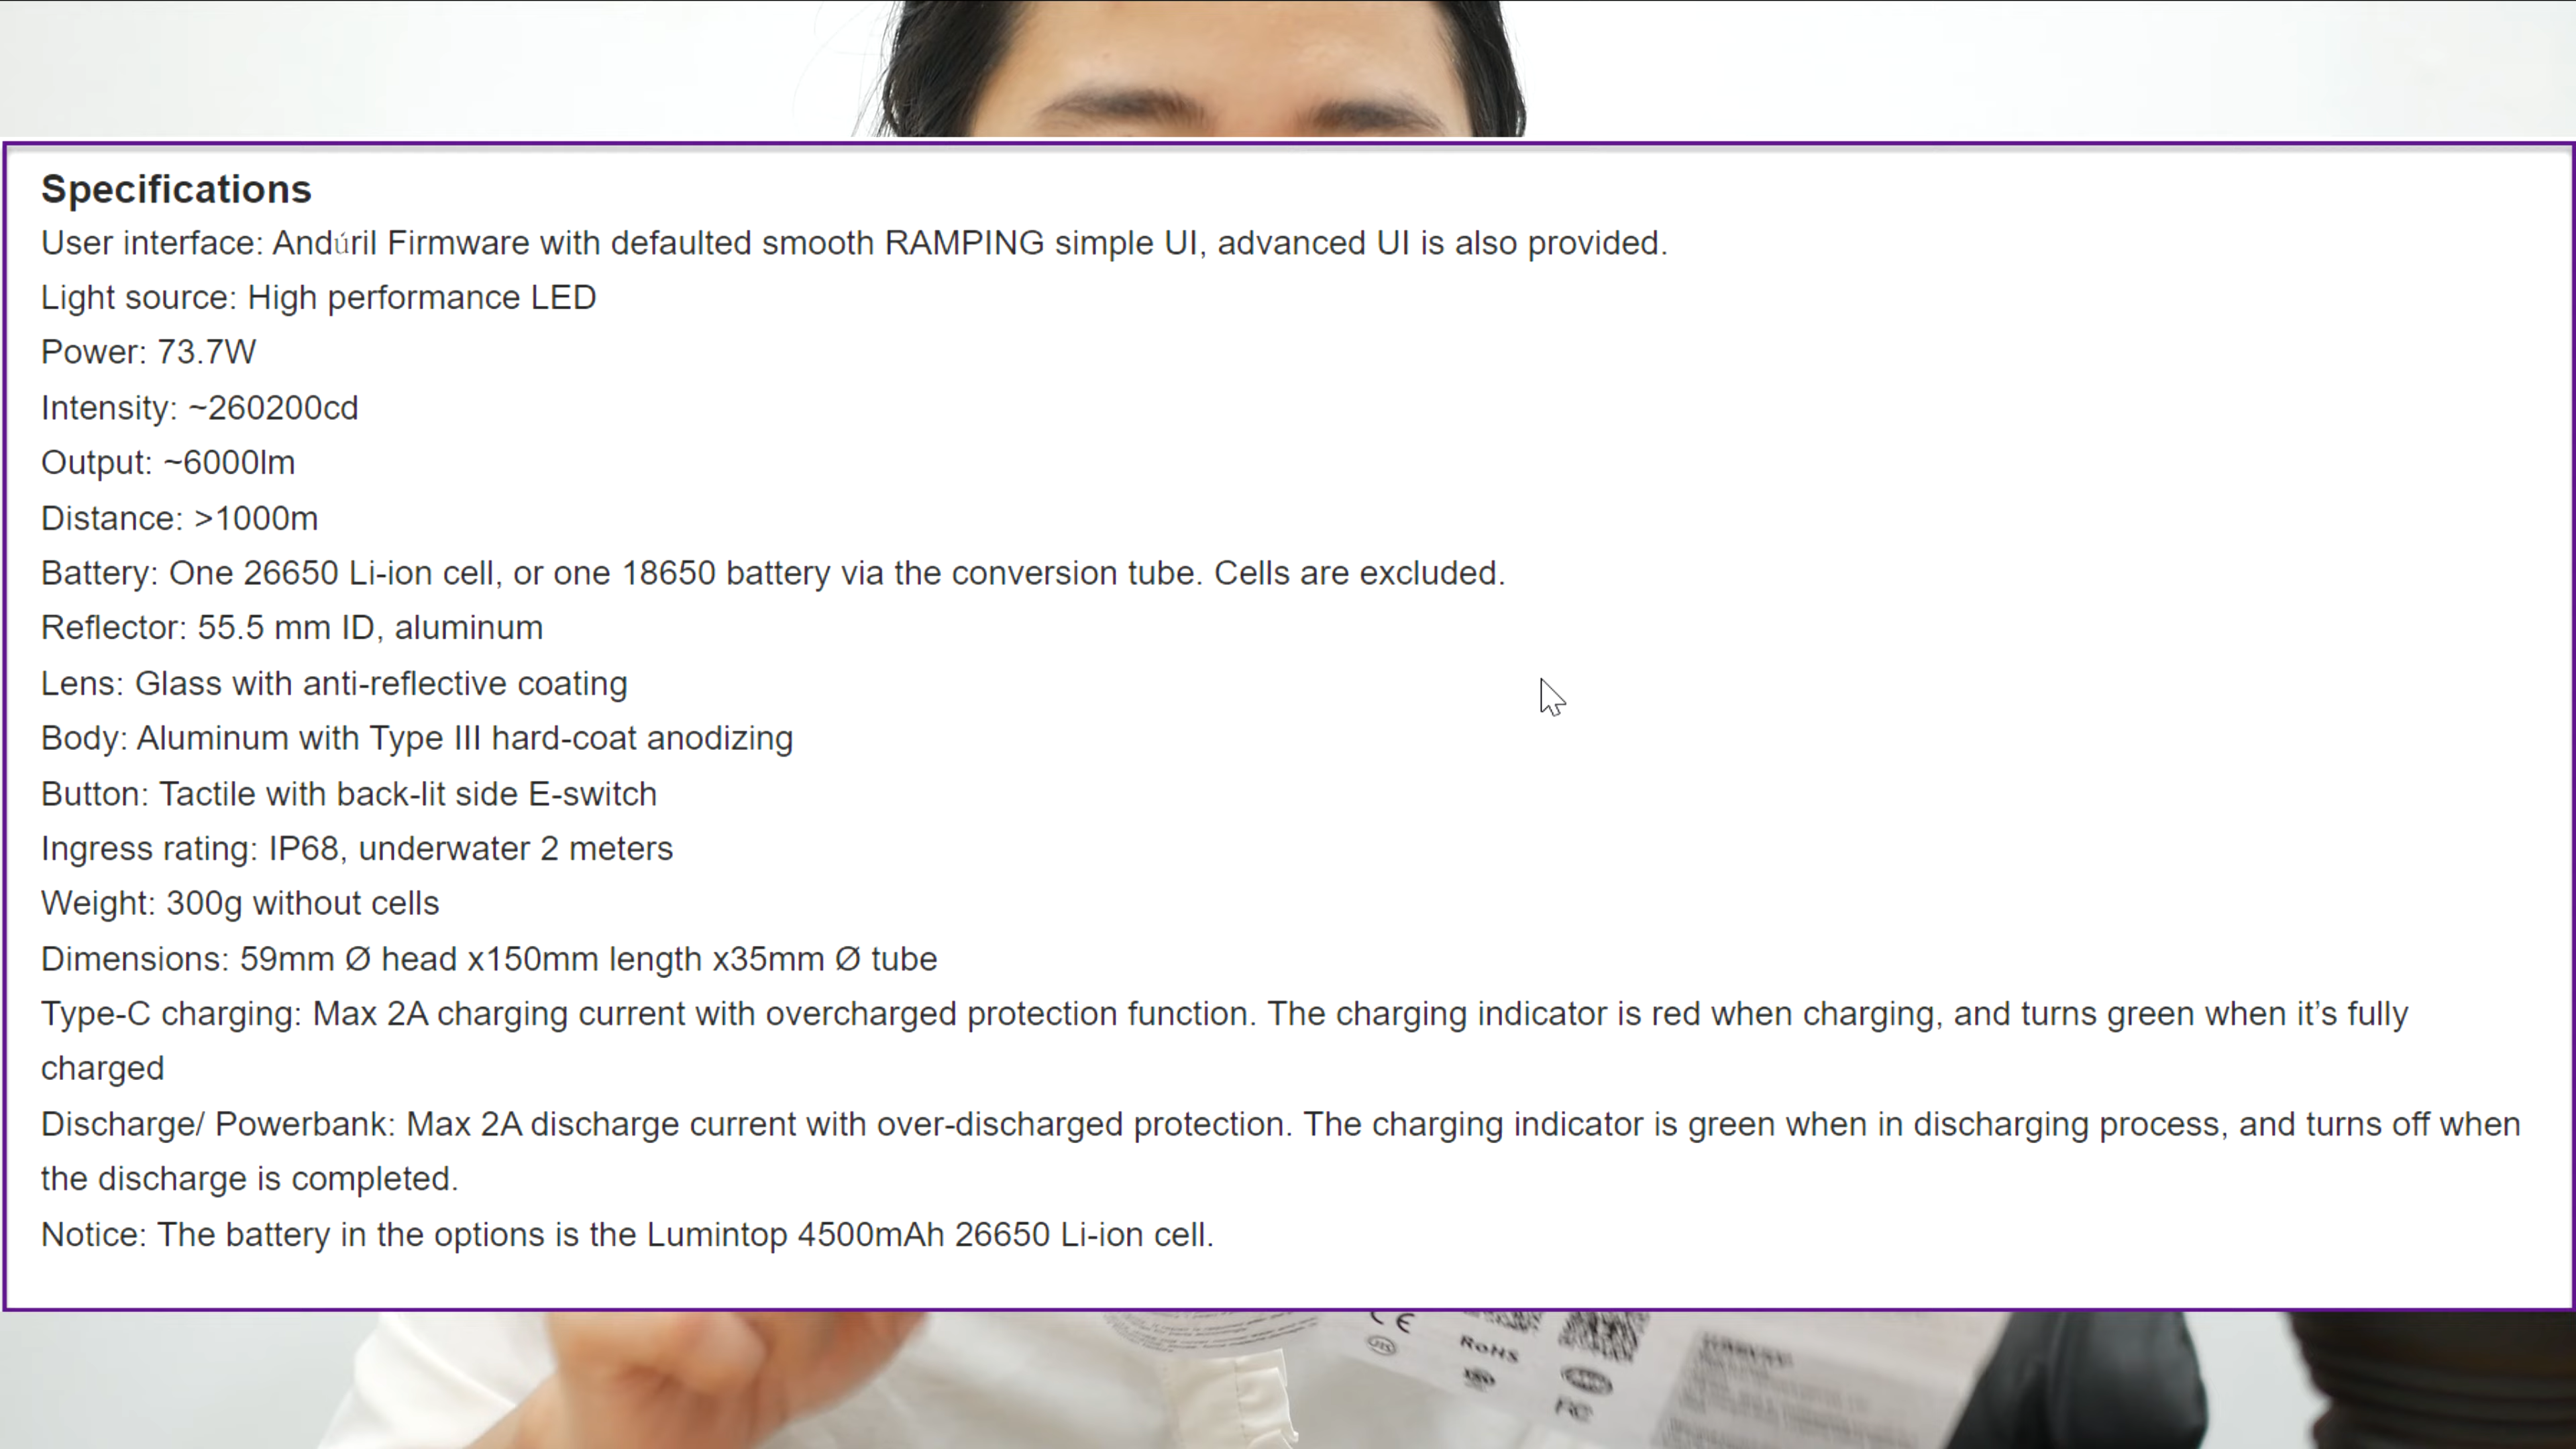 Specifications
User interface: Andúril Firmware with defaulted smooth RAMPING simple UI, advanced UI is also provided.
Light source: High performance LED
Power: 73.7W
Intensity: ~260200cd
Output: ~6000lm
Distance: >1000m
Battery: One 26650 Li-ion cell, or one 18650 battery via the conversion tube. Cells are excluded.
Reflector: 55.5 mm ID, aluminum
Lens: Glass with anti-reflective coating
Body: Aluminum with Type III hard-coat anodizing
Button: Tactile with back-lit side E-switch
Ingress rating: IP68, underwater 2 meters
Weight: 300g without cells
Dimensions: 59mm Ø head x150mm length x35mm Ø tube
Type-C charging: Max 2A charging current with overcharged protection function. The charging indicator is red when charging, and turns green when it’s fully
charged
Discharge/ Powerbank: Max 2A discharge current with over-discharged protection. The charging indicator is green when in discharging process, and turns off when
the discharge is completed.
Notice: The battery in the options is the Lumintop 4500mAh 26650 Li-ion cell.
CE
RoHS
FC